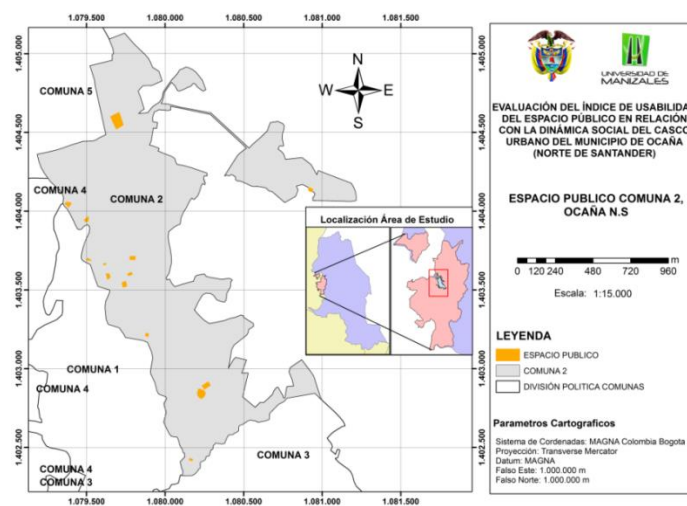 1.079.500 1.080.000 1.080.500 1.081.000 1.081.500
1.405.000
1.404.500
1.404.000
1.403.500
1.403.000
1.402.500
COMUNA 5
N
W E
S
COMUNA 4
COMUNA 2
Localización Área de Estudio
COMUNA 1
COMUNA 4
COMUNA 3
COMUNA 4
COMUNA 3
1.405.000
1.404.500
1.404.000
1.403.500
1.403.000
1.402.500
1.079.500 1.080.000 1.080.500 1.081.000 1.081.500
UNIVERSIDAD DE
MANIZALES
EVALUACIÓN DEL ÍNDICE DE USABILIDA
DEL ESPACIO PÚBLICO EN RELACIÓN
CON LA DINÁMICA SOCIAL DEL CASCO
URBANO DEL MUNICIPIO DE OCAÑA
(NORTE DE SANTANDER)
ESPACIO PUBLICO COMUNA 2,
OCAÑA N.S
m
0 120 240 480 720 960
Escala: 1:15.000
LEYENDA
ESPACIO PUBLICO
COMUNA 2
DIVISIÓN POLITICA COMUNAS
Parametros Cartograficos
Sistema de Cordenadas: MAGNA Colombia Bogota
Proyección: Transverse Mercator
Datum: MAGNA
Falso Este: 1.000.000 m
Falso Norte: 1.000.000 m